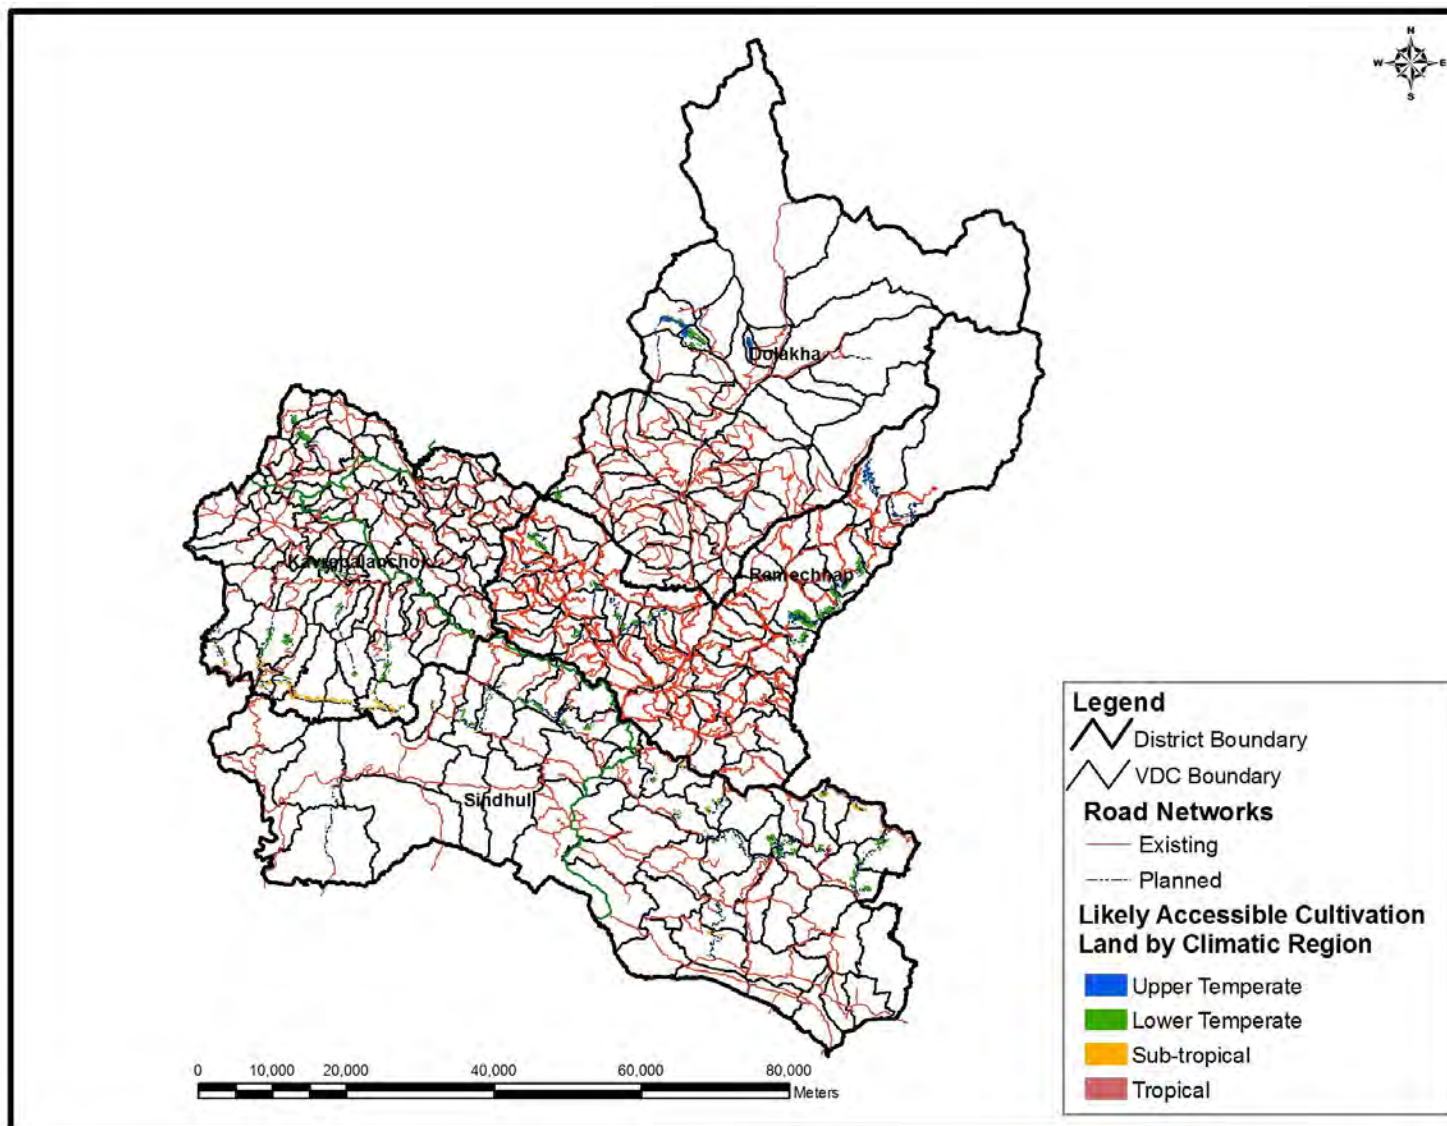 N
W E
S
Dolakha
Kavrepalanchok
Ramechhap
Sindhuli
Legend
District Boundary
VDC Boundary
Road Networks
Existing
Planned
Likely Accessible Cultivation
Land by Climatic Region
Upper Temperate
Lower Temperate
Sub-tropical
Tropical
0 10,000 20,000 40,000 60,000 80,000
Meters